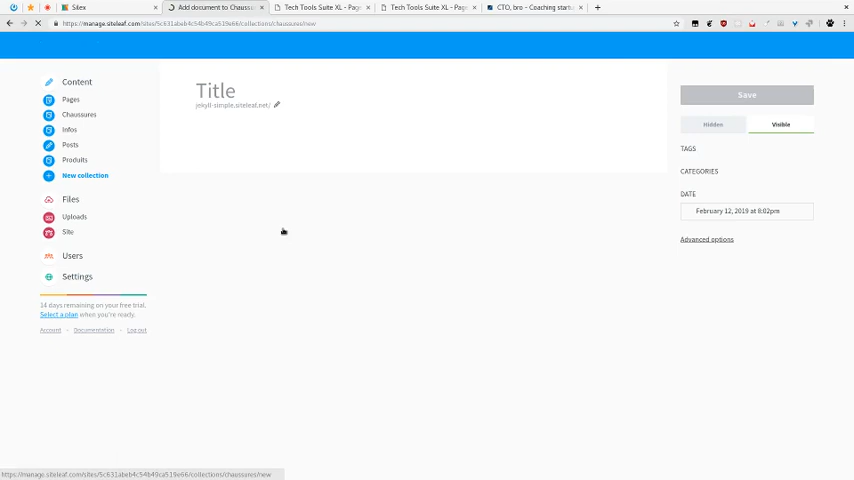 Silex
Add document to Chaussu
Tech Tools Suite XL - Page
Tech Tools Suite XL - Page
CTO, bro - Coaching startu
https://manage.siteleaf.com/sites/5c631abeb4c54b49ca519e66/collections/chaussures/new
Content
Pages
Chaussures
Infos
Posts
Produits
New collection
Files
Uploads
Site
Users
Settings
14 days remaining on your free trial.
Select a plan when you're ready.
Account - Documentation - Log out
Title
jekyll-simple.siteleaf.net/
Save
Hidden
Visible
TAGS
CATEGORIES
DATE
February 12, 2019 at 8:02pm
Advanced options
https://manage.siteleaf.com/sites/5c631abeb4c54b49ca519e66/collections/chaussures/new